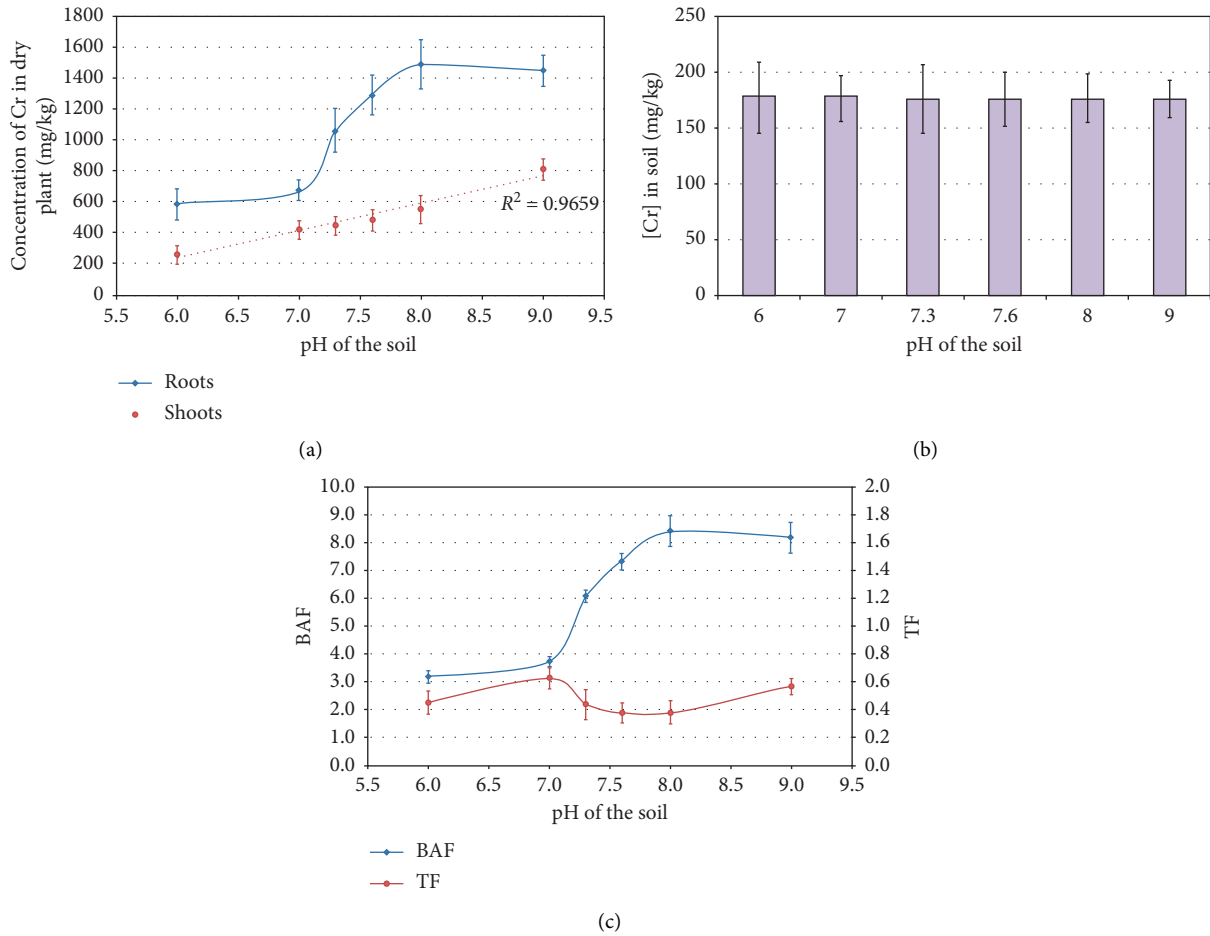 1800
1600
1400
1200
1000
800
600
400
200
0
Concentration of Cr in dry
plant (mg/kg)
R² = 0.9659
5.5 6.0 6.5 7.0 7.5 8.0 8.5 9.0 9.5
pH of the soil
Roots
Shoots
(a)
250
200
150
100
50
0
[Cr] in soil (mg/kg)
6 7 7.3 7.6 8 9
pH of the soil
(b)
10.0
9.0
8.0
7.0
6.0
5.0
4.0
3.0
2.0
1.0
0.0
BAF
2.0
1.8
1.6
1.4
1.2
1.0
0.8
0.6
0.4
0.2
0.0
TF
5.5 6.0 6.5 7.0 7.5 8.0 8.5 9.0 9.5
pH of the soil
BAF
TF
(c)